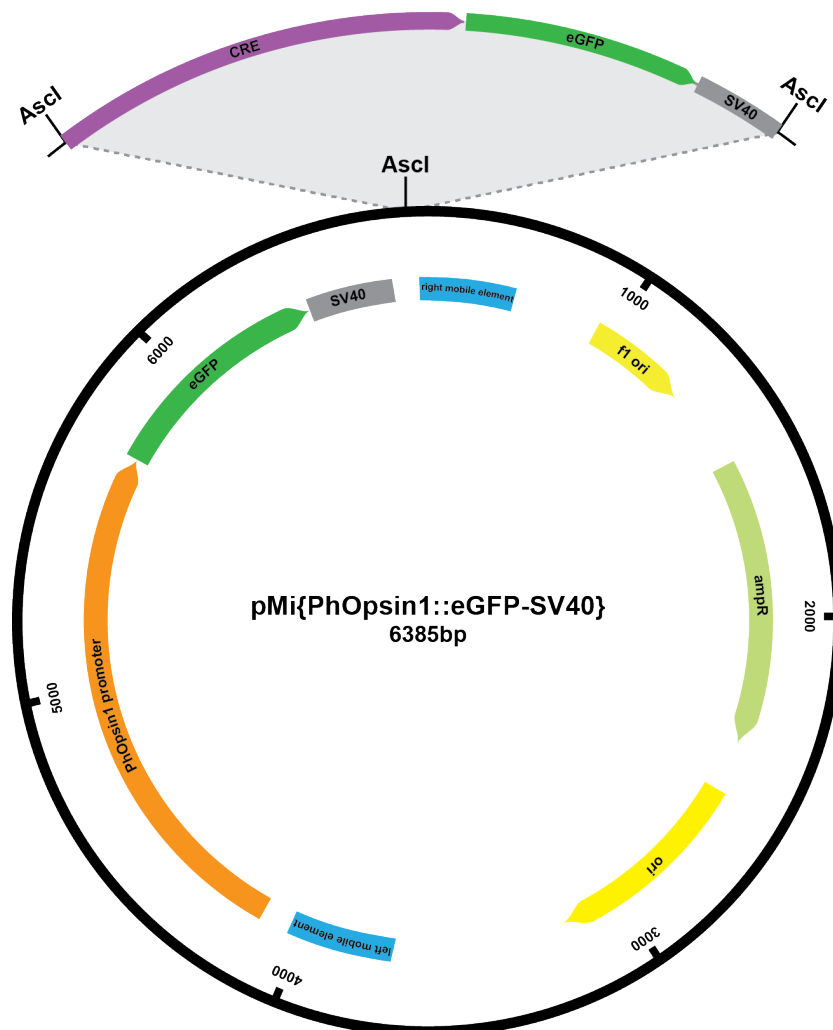 CRE
eGFP
SV40
AscI
AscI
AscI
right mobile element
SV40
1000
f1 ori
6000
eGFP
ampR
pMi{PhOpsin1::eGFP-SV40}
6385bp
2000
5000
PhOpsin1 promoter
ori
left mobile element
3000
4000